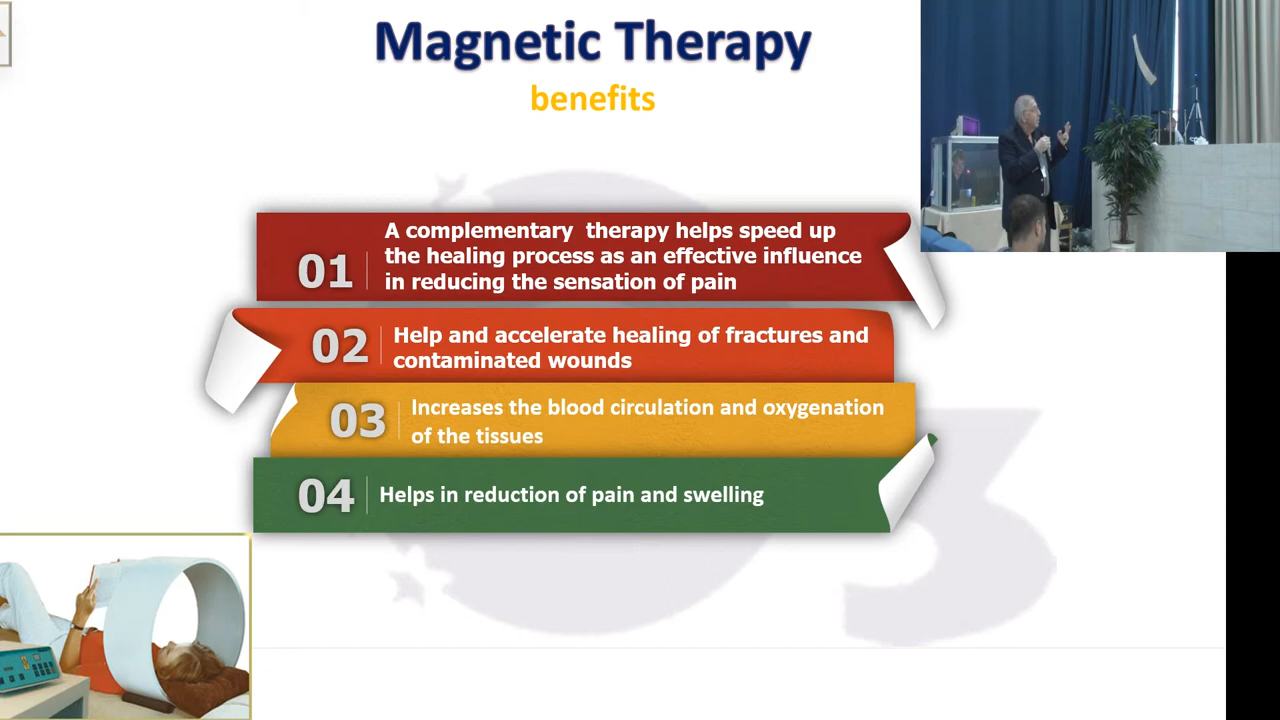 Magnetic Therapy
benefits
01
A complementary therapy helps speed up
the healing process as an effective influence
in reducing the sensation of pain
02
Help and accelerate healing of fractures and
contaminated wounds
03
Increases the blood circulation and oxygenation
of the tissues
04
Helps in reduction of pain and swelling
O3